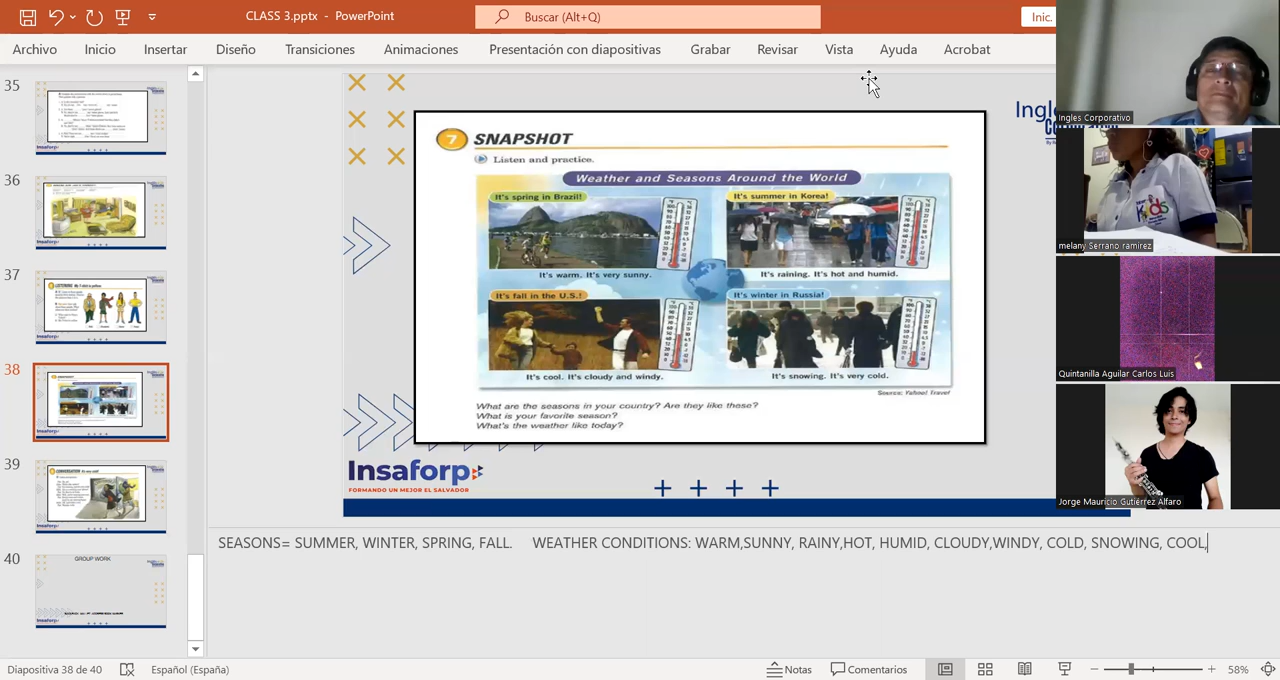 CLASS 3.pptx - PowerPoint
Buscar (Alt+Q)
Inic.
Archivo Inicio Insertar Diseño Transiciones Animaciones Presentación con diapositivas Grabar Revisar Vista Ayuda Acrobat
35
36
37
38
39
40
GROUP WORK
7 SNAPSHOT
Listen and practice.
Weather and Seasons Around the World
It's spring in Brazil!
It's summer in Korea!
It's warm. It's very sunny.
It's raining. It's hot and humid.
It's fall in the U.S.!
It's winter in Russia!
It's cool. It's cloudy and windy.
It's snowing. It's very cold.
Source: Yahoo! Travel
What are the seasons in your country? Are they like these?
What is your favorite season?
What's the weather like today?
Insaforp
FORMANDO UN MEJOR EL SALVADOR
Ingles Corporativo
melany Serrano ramirez
Quintanilla Aguilar Carlos Luis
Jorge Mauricio Gutiérrez Alfaro
SEASONS= SUMMER, WINTER, SPRING, FALL. WEATHER CONDITIONS: WARM,SUNNY, RAINY,HOT, HUMID, CLOUDY,WINDY, COLD, SNOWING, COOL,
Diapositiva 38 de 40 Español (España) Notas Comentarios 58%